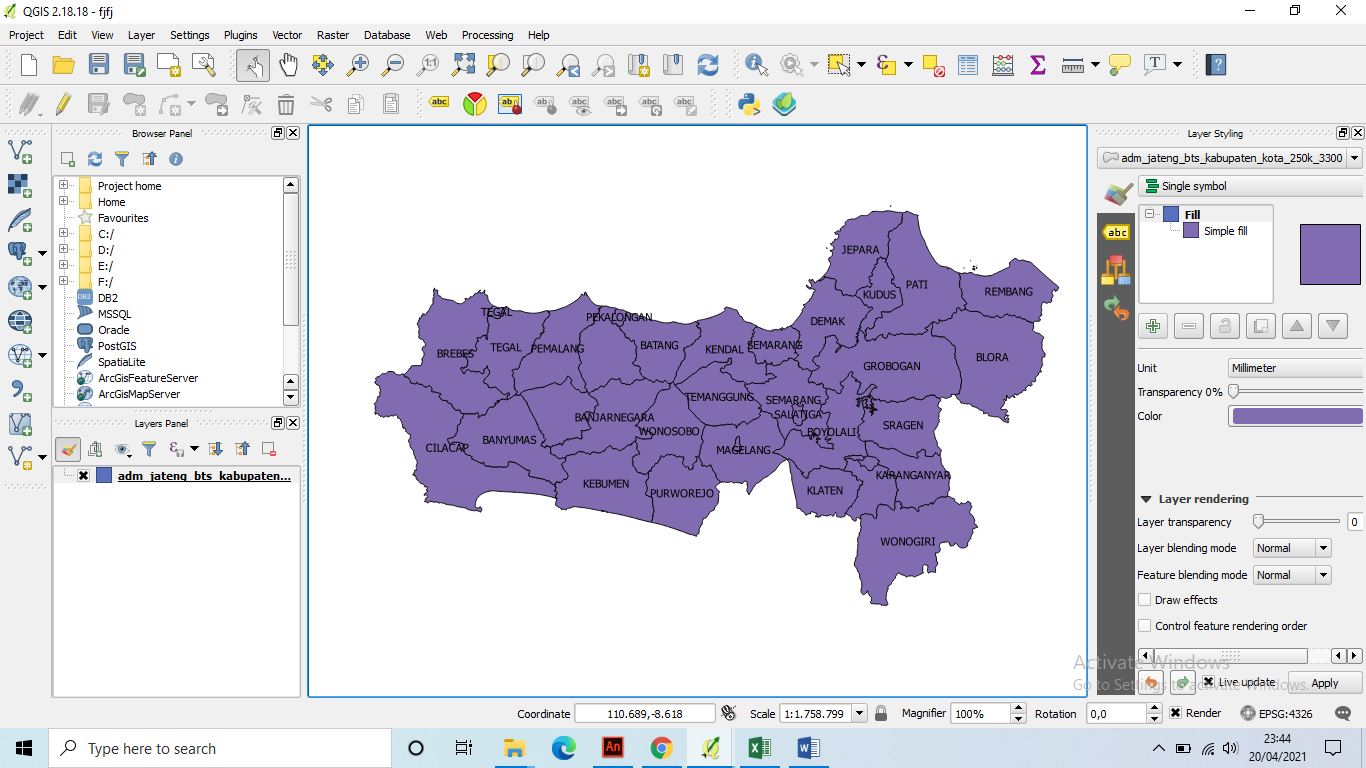 QGIS 2.18.18 - fjfj
Project Edit View Layer Settings Plugins Vector Raster Database Web Processing Help
Browser Panel
Project home
Home
Favourites
C:/
D:/
E:/
F:/
DB2
MSSQL
Oracle
PostGIS
SpatiaLite
ArcGisFeatureServer
ArcGisMapServer
Layers Panel
adm_jateng_bts_kabupaten...
JEPARA
PATI
KUDUS
REMBANG
TEGAL
PEKALONGAN
DEMAK
BREBES
TEGAL
PEMALANG
BATANG
KENDAL
SEMARANG
BLORA
GROBOGAN
TEMANGGUNG
SEMARANG
SALATIGA
BANJARNEGARA
WONOSOBO
BOYOLALI
SRAGEN
CILACAP
BANYUMAS
MAGELANG
KEBUMEN
PURWOREJO
KLATEN
KARANGANYAR
WONOGIRI
Layer Styling
adm_jateng_bts_kabupaten_kota_250k_3300
Single symbol
Fill
Simple fill
abc
Unit Millimeter
Transparency 0%
Color
Layer rendering
Layer transparency 0
Layer blending mode Normal
Feature blending mode Normal
Draw effects
Control feature rendering order
Activate Windows
Go to Settings to activate Windows.
Live update Apply
Coordinate 110.689,-8.618 Scale 1:1.758.799 Magnifier 100% Rotation 0,0 Render EPSG:4326
Type here to search
23:44
20/04/2021